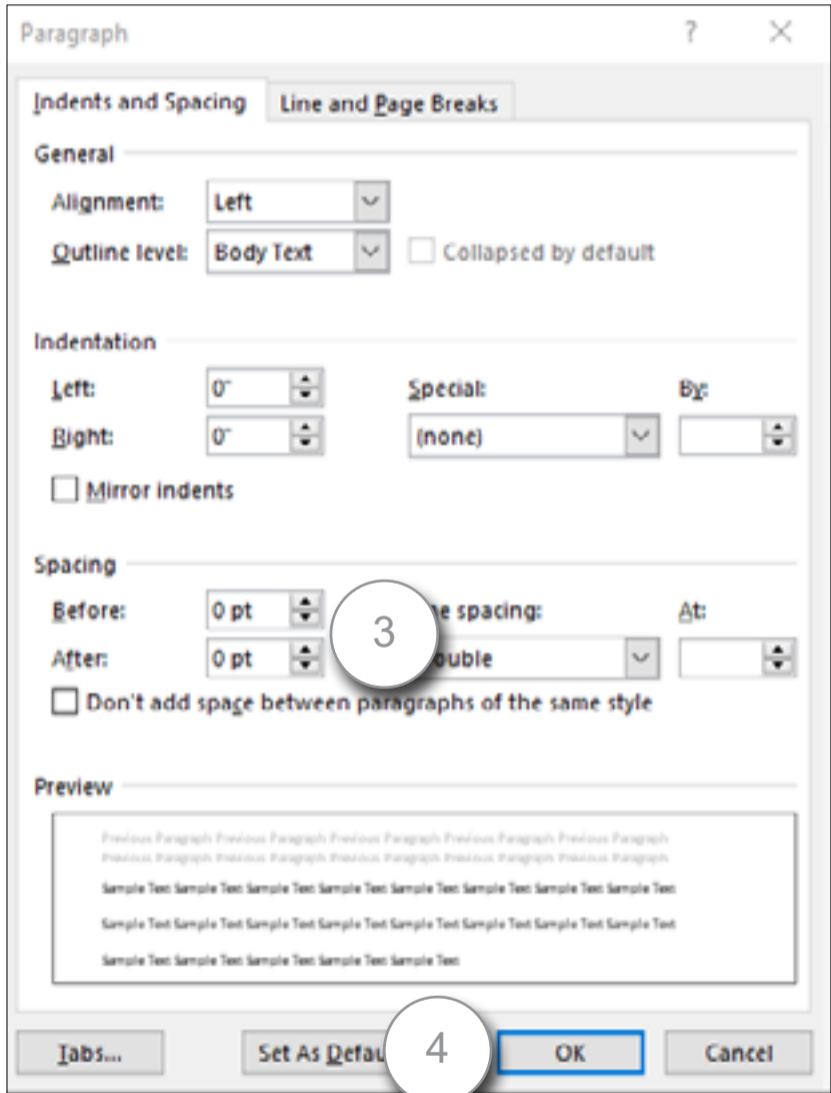 Paragraph ? ×
Indents and Spacing Line and Page Breaks
General
Alignment: Left
Outline level: Body Text Collapsed by default
Indentation
Left: 0" Special: By:
Right: 0" (none)
Mirror indents
Spacing
Before: 0 pt 3 ne spacing: At:
After: 0 pt ouble
Don't add space between paragraphs of the same style
Preview
Previous Paragraph Previous Paragraph Previous Paragraph Previous Paragraph Previous Paragraph
Previous Paragraph Previous Paragraph Previous Paragraph Previous Paragraph Previous Paragraph
Sample Text Sample Text Sample Text Sample Text Sample Text Sample Text Sample Text Sample Text
Sample Text Sample Text Sample Text Sample Text Sample Text Sample Text Sample Text Sample Text
Sample Text Sample Text Sample Text Sample Text Sample Text
Tabs... Set As Defau 4 OK Cancel